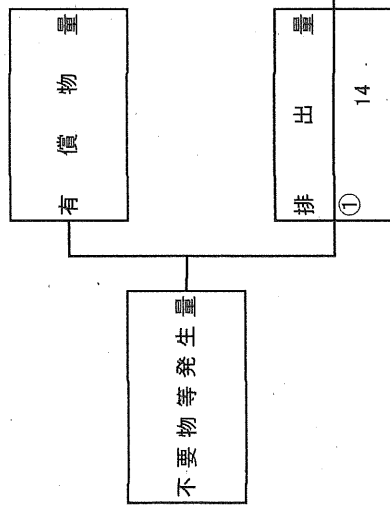 有償物量
不要物等発生量
排出量
①
14